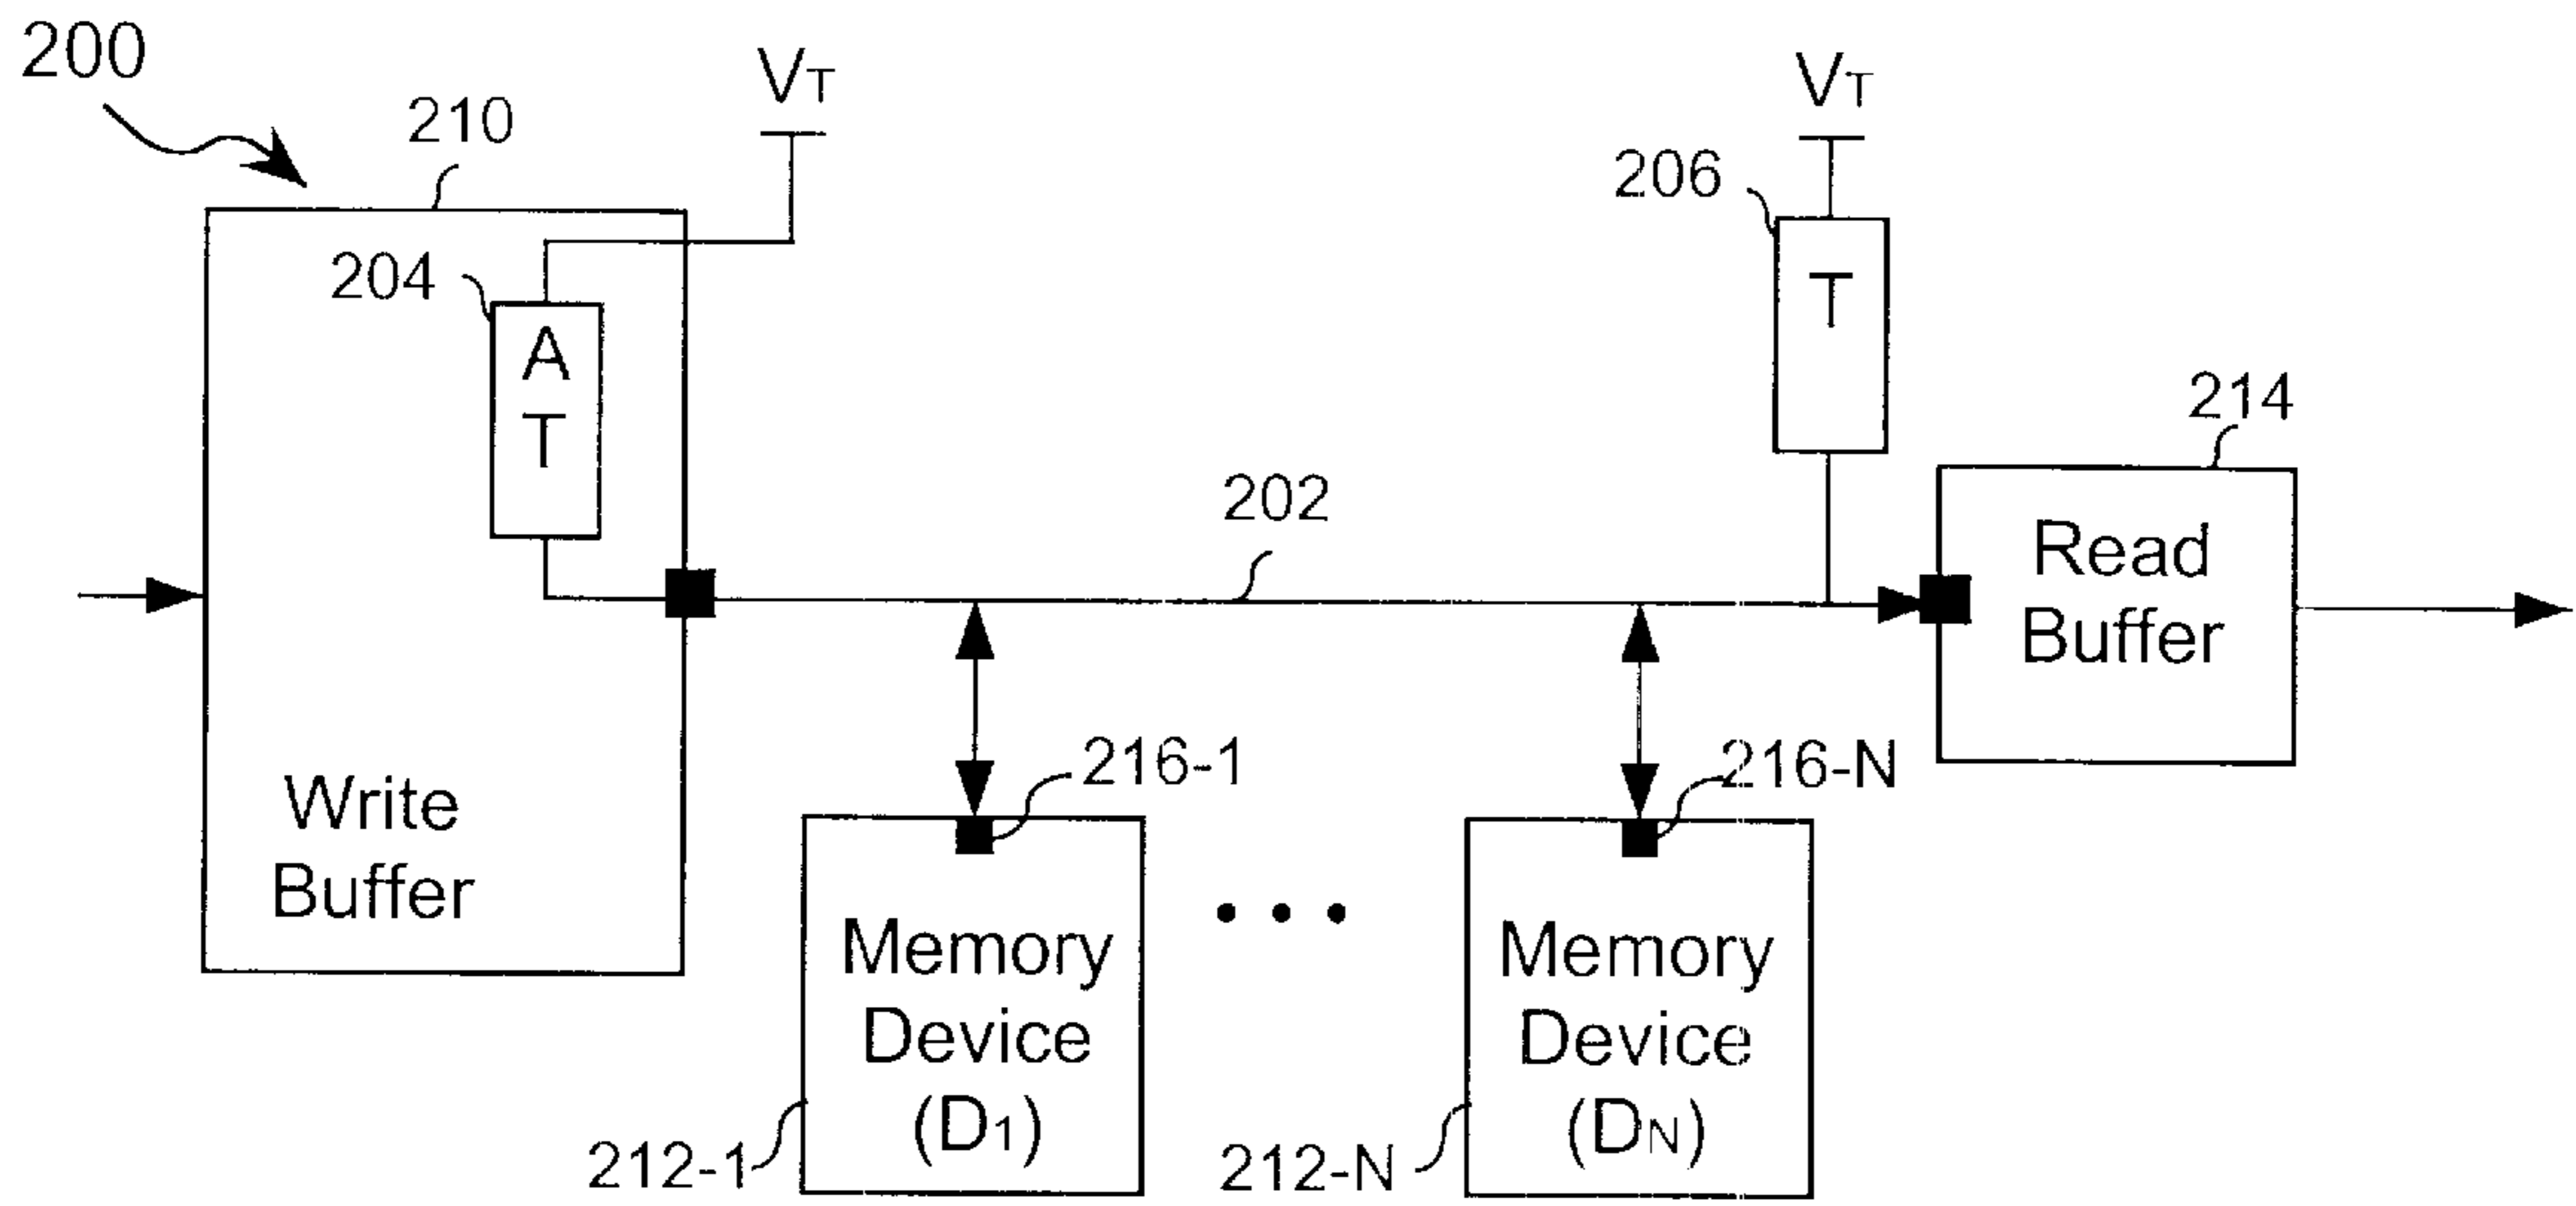 200
210
VT
VT
206
204
A
T
T
214
202
Read
Buffer
216-1
216-N
Write
Buffer
Memory
Device
(D1)
Memory
Device
(DN)
212-1
212-N